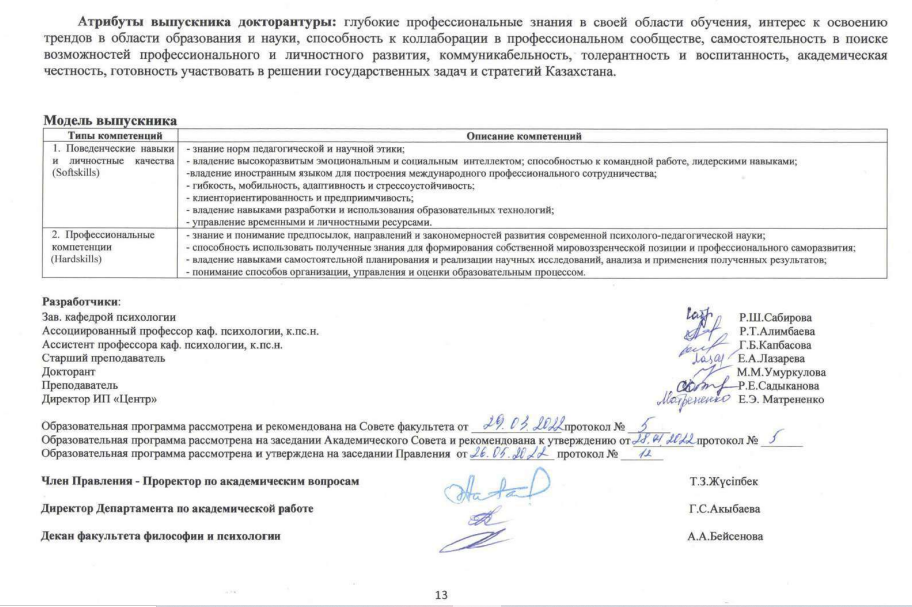 Атрибуты выпускника докторантуры: глубокие профессиональные знания в своей области обучения, интерес к освоению
трендов в области образования и науки, способность к коллаборации в профессиональном сообществе, самостоятельность в поиске
возможностей профессионального и личностного развития, коммуникабельность, толерантность и воспитанность, академическая
честность, готовность участвовать в решении государственных задач и стратегий Казахстана.
Модель выпускника
Типы компетенций Описание компетенций
1. Поведенческие навыки и личностные качества (Softskills)
- знание норм педагогической и научной этики;
- владение высокоразвитым эмоциональным и социальным интеллектом; способностью к командной работе, лидерскими навыками;
-владение иностранным языком для построения международного профессионального сотрудничества;
- гибкость, мобильность, адаптивность и стрессоустойчивость;
- клиенториентированность и предприимчивость;
- владение навыками разработки и использования образовательных технологий;
- управление временными и личностными ресурсами.
2. Профессиональные компетенции (Hardskills)
- знание и понимание предпосылок, направлений и закономерностей развития современной психолого-педагогической науки;
- способность использовать полученные знания для формирования собственной мировоззренческой позиции и профессионального саморазвития;
- владение навыками самостоятельной планирования и реализации научных исследований, анализа и применения полученных результатов;
- понимание способов организации, управления и оценки образовательным процессом.
Разработчики:
Зав. кафедрой психологии Р.Ш.Сабирова
Ассоциированный профессор каф. психологии, к.пс.н. Р.Т.Алимбаева
Ассистент профессора каф. психологии, к.пс.н. Г.Б.Капбасова
Старший преподаватель Е.А.Лазарева
Докторант М.М.Умуркулова
Преподаватель Р.Е.Садыканова
Директор ИП «Центр» Матрененко Е.Э. Матрененко
Образовательная программа рассмотрена и рекомендована на Совете факультета от 29.03.2022 протокол № 5
Образовательная программа рассмотрена на заседании Академического Совета и рекомендована к утверждению от 28.04.2022 протокол № 5
Образовательная программа рассмотрена и утверждена на заседании Правления от 26.05.2022 протокол № 12
Член Правления - Проректор по академическим вопросам Т.З.Жүсіпбек
Директор Департамента по академической работе Г.С.Акыбаева
Декан факультета философии и психологии А.А.Бейсенова
13